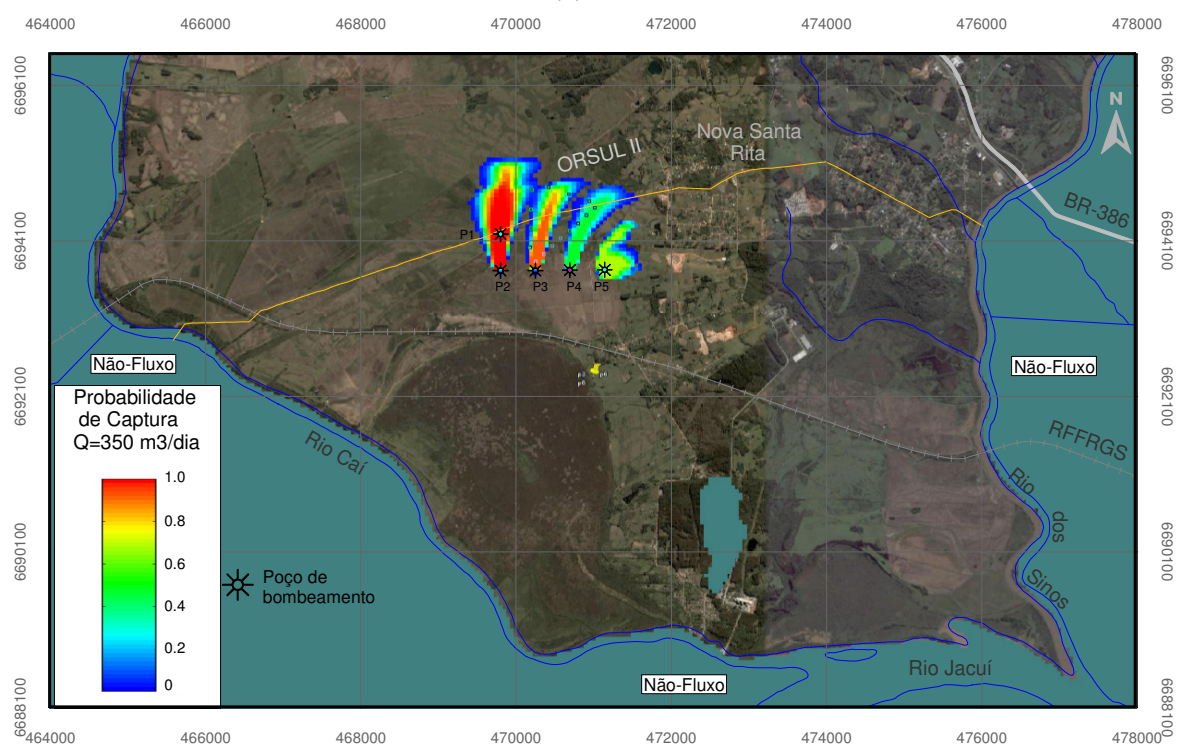 464000 466000 468000 470000 472000 474000 476000 478000
6696100
6696100
N
Nova Santa
Rita
ORSUL II
BR-386
P1
6694100
6694100
P2 P3 P4 P5
Não-Fluxo
Não-Fluxo
6692100
6692100
Probabilidade
de Captura
Q=350 m3/dia
1.0
0.8
0.6
0.4
0.2
0
Rio Caí
RFFRGS
Rio
dos
Sinos
6690100
6690100
Poço de
bombeamento
Rio Jacuí
Não-Fluxo
6688100
6688100
464000 466000 468000 470000 472000 474000 476000 478000